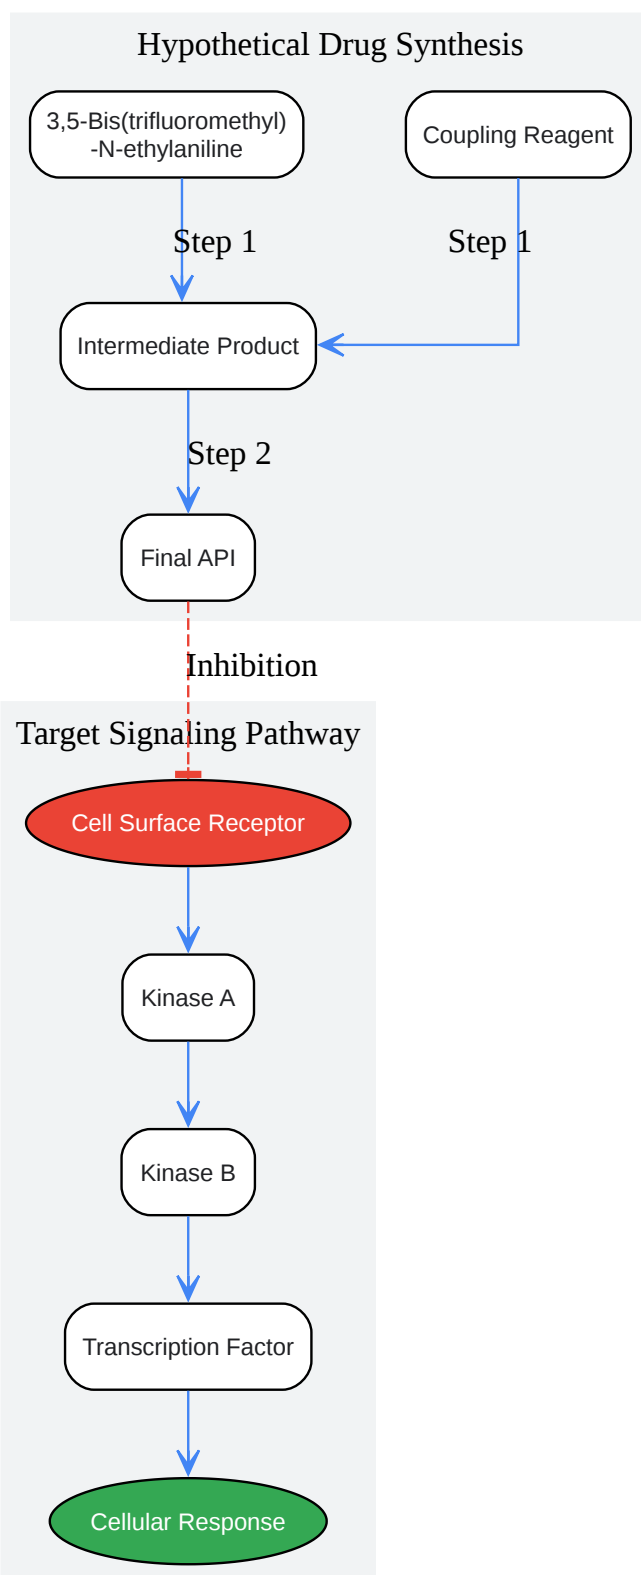 Hypothetical Drug Synthesis
3,5-Bis(trifluoromethyl)
-N-ethylaniline
Coupling Reagent
Step 1
Step 1
Intermediate Product
Step 2
Final API
Inhibition
Target Signaling Pathway
Cell Surface Receptor
Kinase A
Kinase B
Transcription Factor
Cellular Response